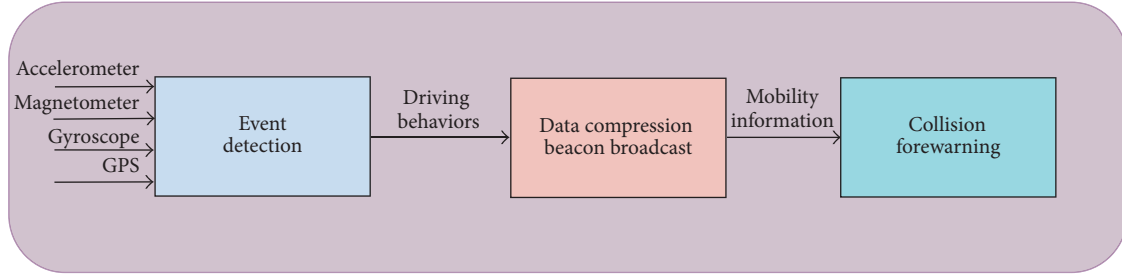 Accelerometer
Magnetometer
Gyroscope
GPS
Event
detection
Driving
behaviors
Data compression
beacon broadcast
Mobility
information
Collision
forewarning